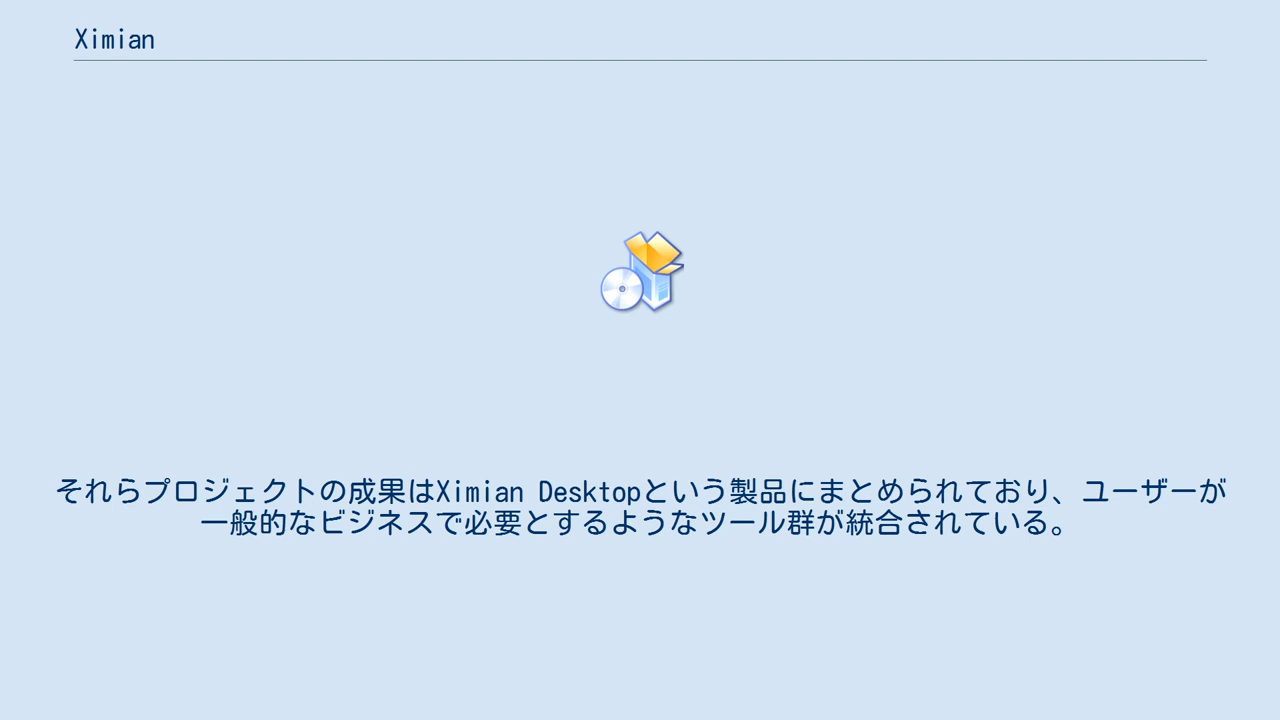 Ximian
それらプロジェクトの成果はXimian Desktopという製品にまとめられており、ユーザーが
一般的なビジネスで必要とするようなツール群が統合されている。